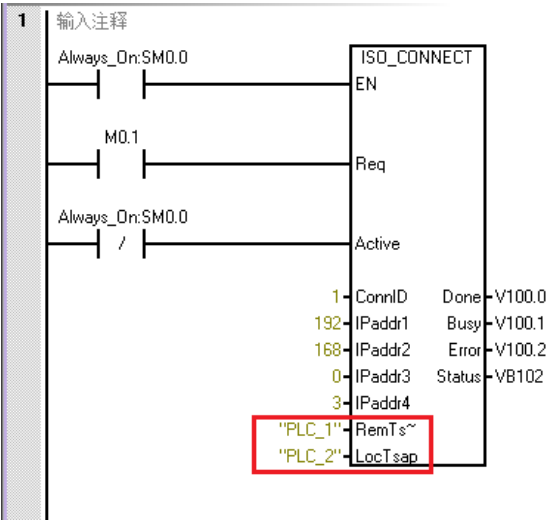 1 输入注释
Always_On:SM0.0 ISO_CONNECT
EN
M0.1
Req
Always_On:SM0.0
/ Active
1 ConnID Done V100.0
192 IPaddr1 Busy V100.1
168 IPaddr2 Error V100.2
0 IPaddr3 Status VB102
3 IPaddr4
"PLC_1" RemTs~
"PLC_2" LocTsap